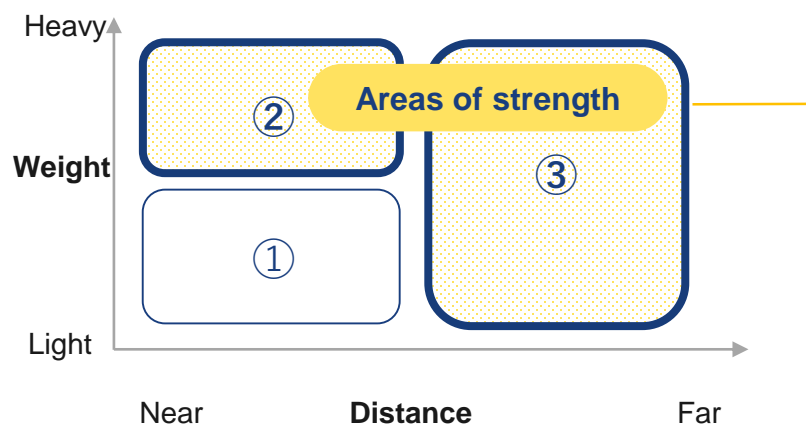 Heavy
Areas of strength
②
Weight
③
①
Light
Near Distance Far